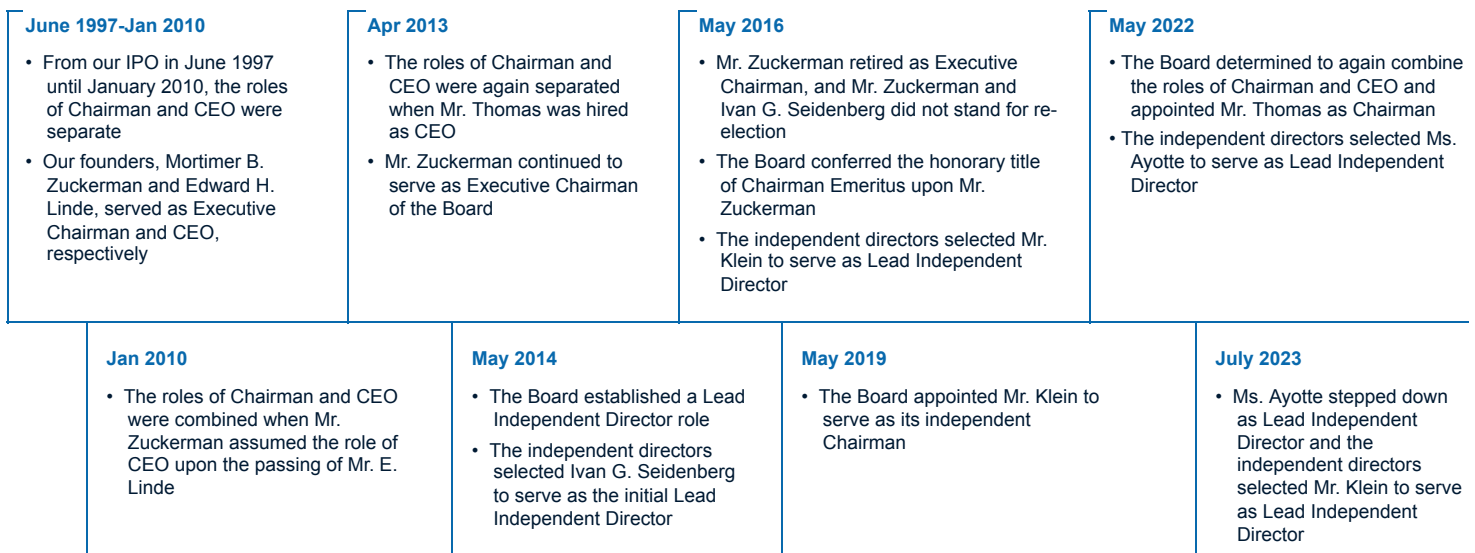 June 1997-Jan 2010
• From our IPO in June 1997
until January 2010, the roles
of Chairman and CEO were
separate
• Our founders, Mortimer B.
Zuckerman and Edward H.
Linde, served as Executive
Chairman and CEO,
respectively
Jan 2010
• The roles of Chairman and CEO
were combined when Mr.
Zuckerman assumed the role of
CEO upon the passing of Mr. E.
Linde
Apr 2013
• The roles of Chairman and
CEO were again separated
when Mr. Thomas was hired
as CEO
• Mr. Zuckerman continued to
serve as Executive Chairman
of the Board
May 2014
• The Board established a Lead
Independent Director role
• The independent directors
selected Ivan G. Seidenberg
to serve as the initial Lead
Independent Director
May 2016
• Mr. Zuckerman retired as Executive
Chairman, and Mr. Zuckerman and
Ivan G. Seidenberg did not stand for re-
election
• The Board conferred the honorary title
of Chairman Emeritus upon Mr.
Zuckerman
• The independent directors selected Mr.
Klein to serve as Lead Independent
Director
May 2019
• The Board appointed Mr. Klein to
serve as its independent
Chairman
May 2022
• The Board determined to again combine
the roles of Chairman and CEO and
appointed Mr. Thomas as Chairman
• The independent directors selected Ms.
Ayotte to serve as Lead Independent
Director
July 2023
• Ms. Ayotte stepped down
as Lead Independent
Director and the
independent directors
selected Mr. Klein to serve
as Lead Independent
Director